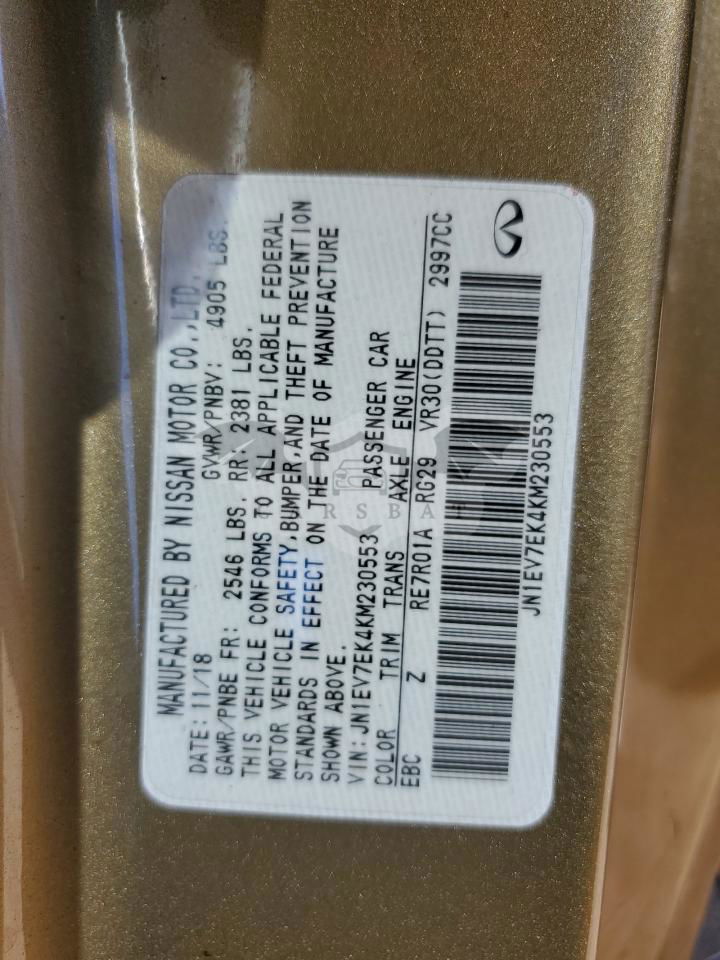 MANUFACTURED BY NISSAN MOTOR CO.,LTD.
DATE: 11/18 GVWR/PNBV: 4905 LBS.
GAWR/PNBE FR: 2546 LBS. RR: 2381 LBS.
THIS VEHICLE CONFORMS TO ALL APPLICABLE FEDERAL
MOTOR VEHICLE SAFETY,BUMPER,AND THEFT PREVENTION
STANDARDS IN EFFECT ON THE DATE OF MANUFACTURE
SHOWN ABOVE.
VIN:JN1EV7EK4KM230553 PASSENGER CAR
COLOR TRIM TRANS AXLE ENGINE
EBC Z RE7R01A RG29 VR30(DDTT) 2997CC
JN1EV7EK4KM230553